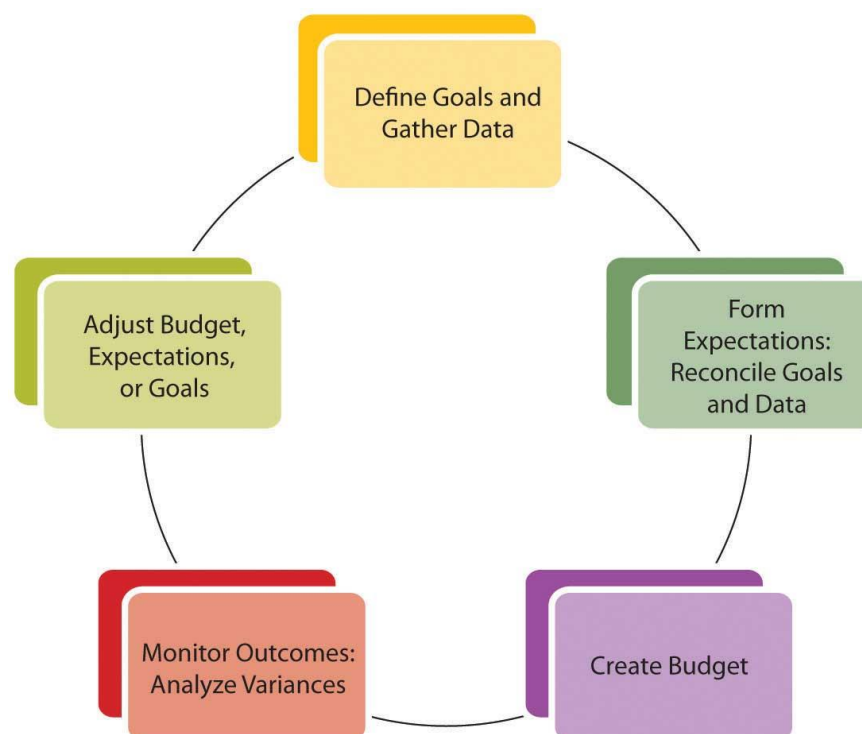 Define Goals and
Gather Data
Form
Expectations:
Reconcile Goals
and Data
Create Budget
Monitor Outcomes:
Analyze Variances
Adjust Budget,
Expectations,
or Goals